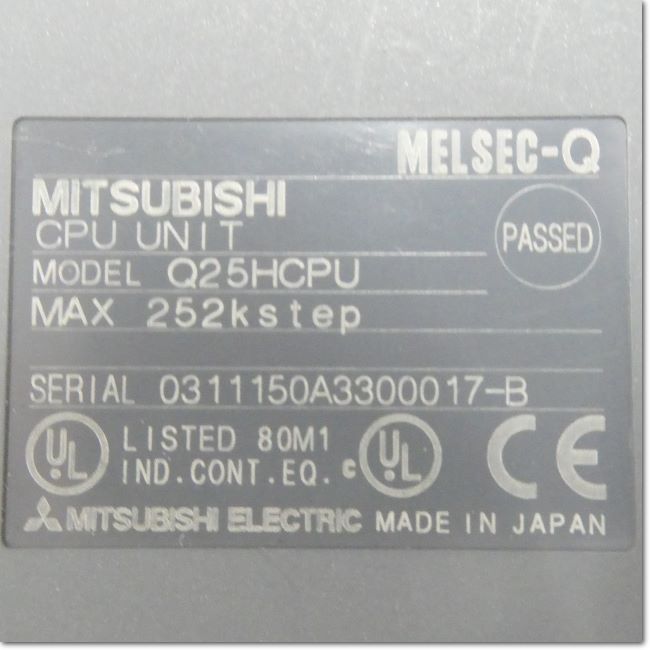 MELSEC-Q
MITSUBISHI
CPU UNIT
PASSED
MODEL Q25HCPU
MAX 252kstep
SERIAL 0311150A3300017-B
UL LISTED 80M1 c UL CE
IND.CONT.EQ.
MITSUBISHI ELECTRIC MADE IN JAPAN